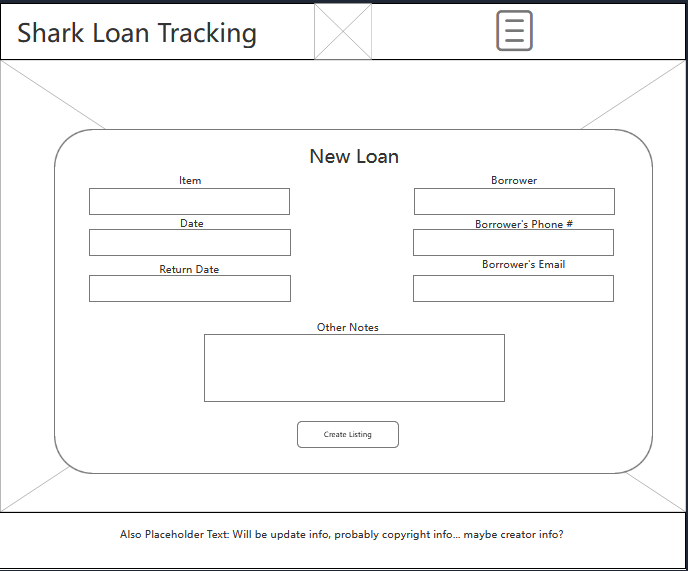 Shark Loan Tracking
New Loan
Item
Borrower
Date
Borrower's Phone #
Return Date
Borrower's Email
Other Notes
Create Listing
Also Placeholder Text: Will be update info, probably copyright info... maybe creator info?